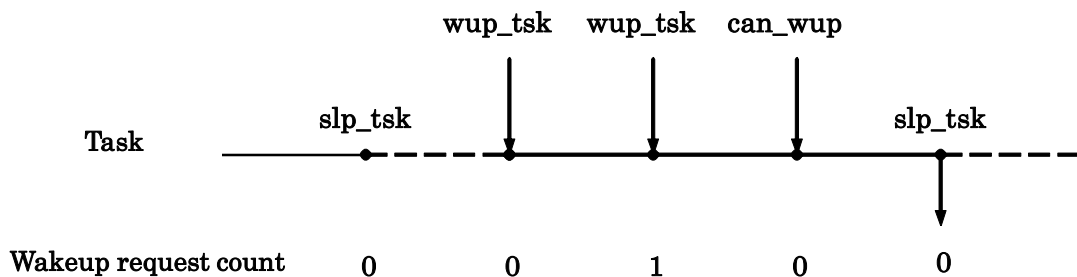 wup_tsk wup_tsk can_wup
slp_tsk slp_tsk
Task
Wakeup request count 0 0 1 0 0